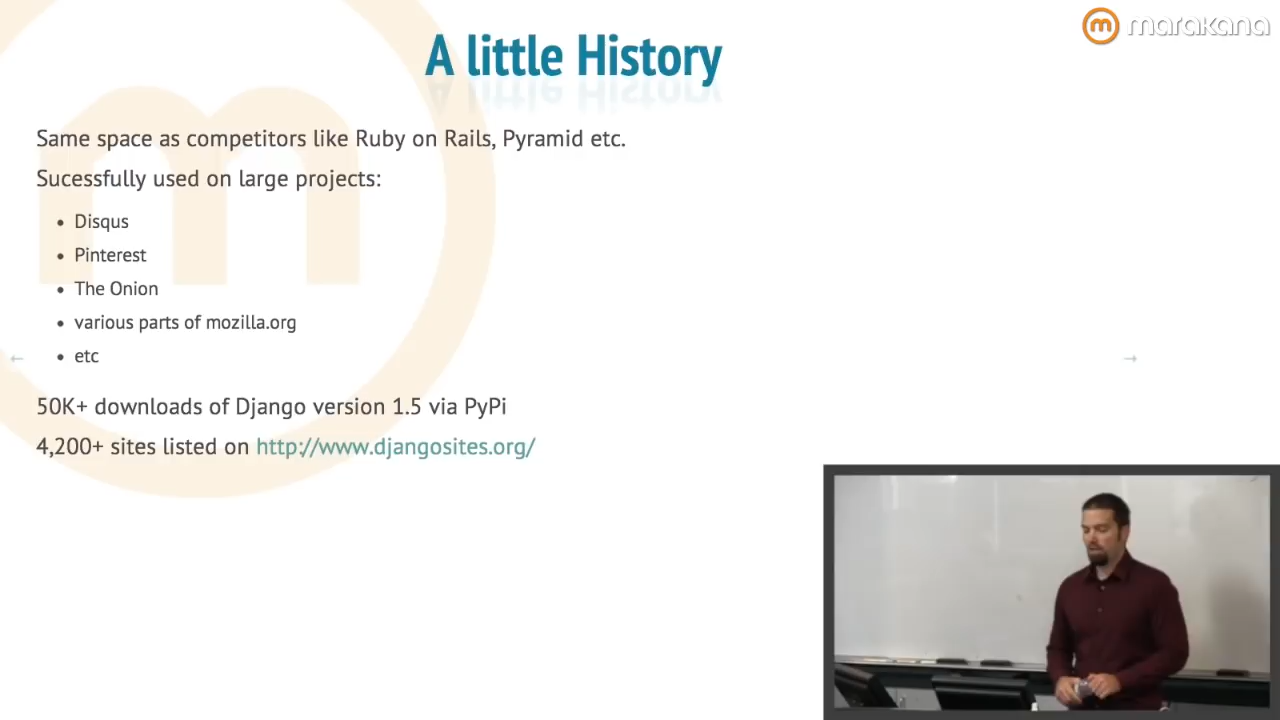 marakana
A little History
Same space as competitors like Ruby on Rails, Pyramid etc.
Sucessfully used on large projects:
• Disqus
• Pinterest
• The Onion
• various parts of mozilla.org
• etc
50K+ downloads of Django version 1.5 via PyPi
4,200+ sites listed on http://www.djangosites.org/